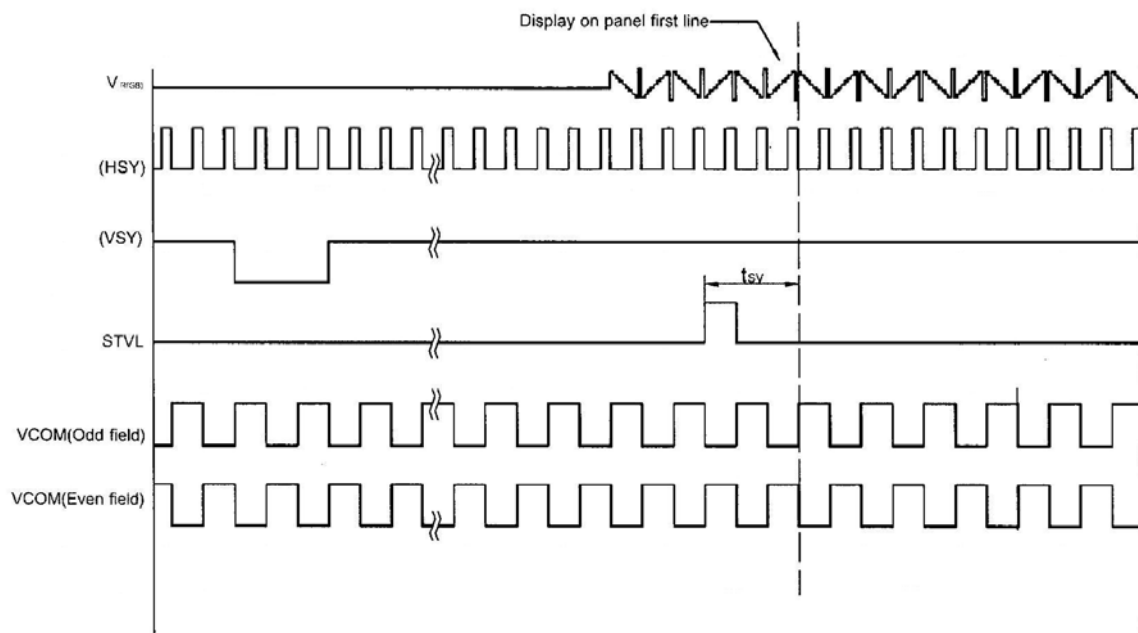 Display on panel first line
(HSY)
(VSY)
tsv
STVL
VCOM(Odd field)
VCOM(Even field)